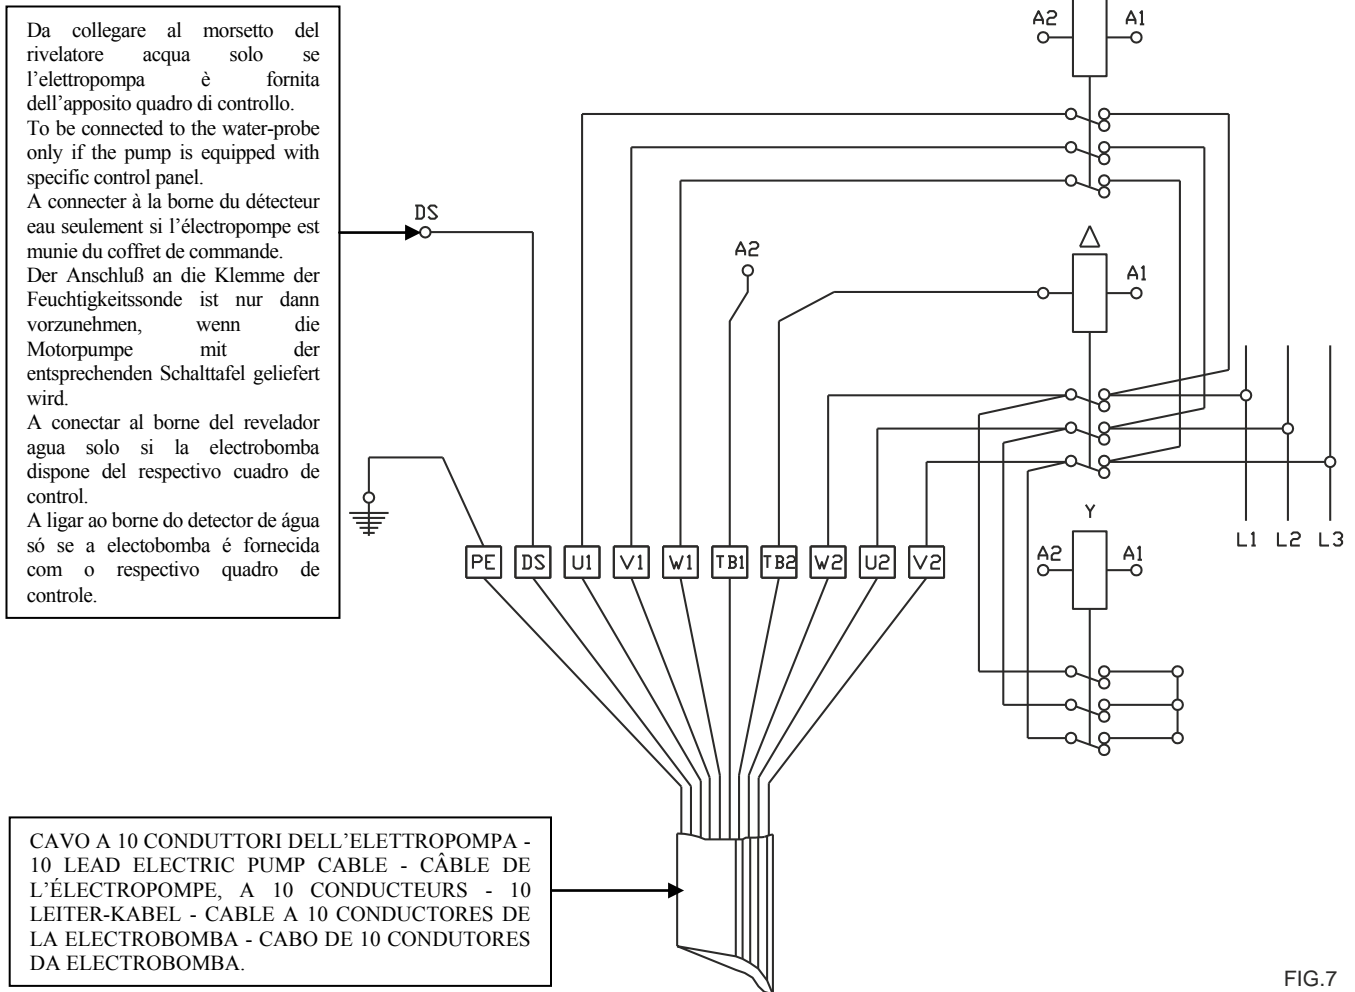 Da collegare al morsetto del
rivelatore acqua solo se
l’elettropompa è fornita
dell’apposito quadro di controllo.
To be connected to the water-probe
only if the pump is equipped with
specific control panel.
A connecter à la borne du détecteur
eau seulement si l’électropompe est
munie du coffret de commande.
Der Anschluß an die Klemme der
Feuchtigkeitssonde ist nur dann
vorzunehmen, wenn die
Motorpumpe mit der
entsprechenden Schalttafel geliefert
wird.
A conectar al borne del revelador
agua solo si la electrobomba
dispone del respectivo cuadro de
control.
A ligar ao borne do detector de água
só se a electobomba é fornecida
com o respectivo quadro de
controle.
A2 A1
DS
A2
Δ
A1
Y
A2 A1
L1 L2 L3
PE DS U1 V1 W1 TB1 TB2 W2 U2 V2
CAVO A 10 CONDUTTORI DELL’ELETTROPOMPA -
10 LEAD ELECTRIC PUMP CABLE - CÂBLE DE
L’ÉLECTROPOMPE, A 10 CONDUCTEURS - 10
LEITER-KABEL - CABLE A 10 CONDUCTORES DE
LA ELECTROBOMBA - CABO DE 10 CONDUTORES
DA ELECTROBOMBA.
FIG.7